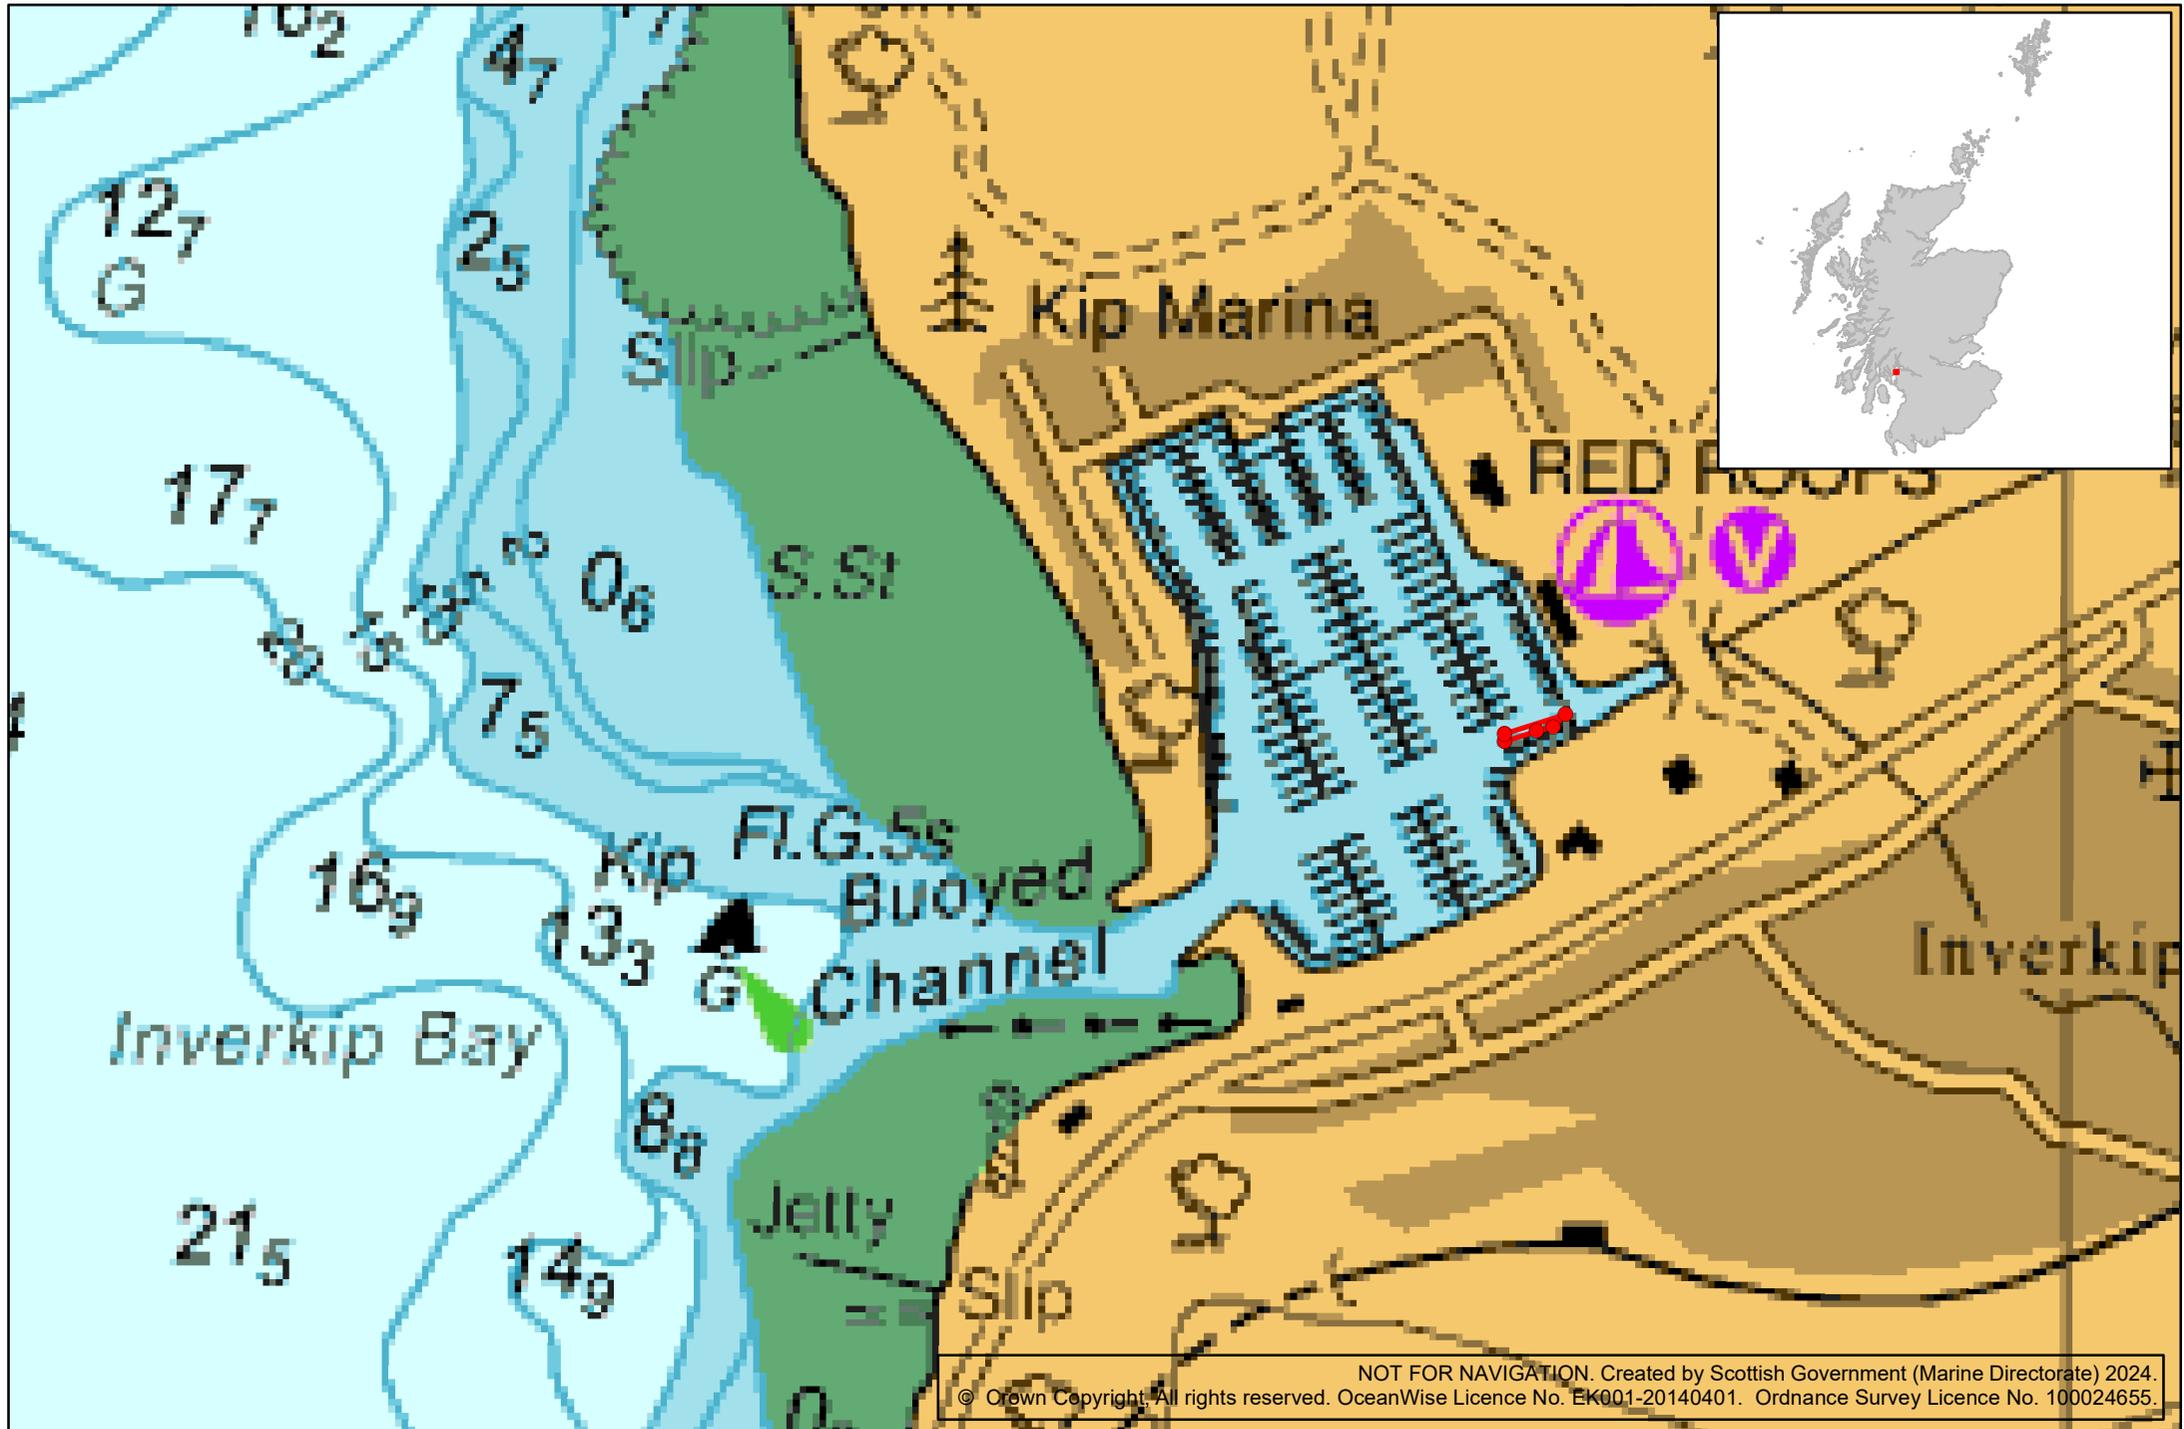 4₇
12₇
G
2₅
Slip
Kip Marina
17₇
RED ROOFS
V
2
0₆
S.St
5
7₅
Fl.G.5s
Kip
Buoyed
16₉
13₃
G
Channel
Inverkip
Inverkip Bay
8₈
Jetty
21₅
14₉
Slip
NOT FOR NAVIGATION. Created by Scottish Government (Marine Directorate) 2024.
© Crown Copyright, All rights reserved. OceanWise Licence No. EK001-20140401. Ordnance Survey Licence No. 100024655.